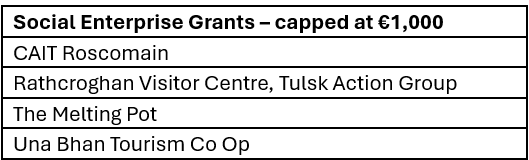 Social Enterprise Grants – capped at €1,000
CAIT Roscomain
Rathcroghan Visitor Centre, Tulsk Action Group
The Melting Pot
Una Bhan Tourism Co Op